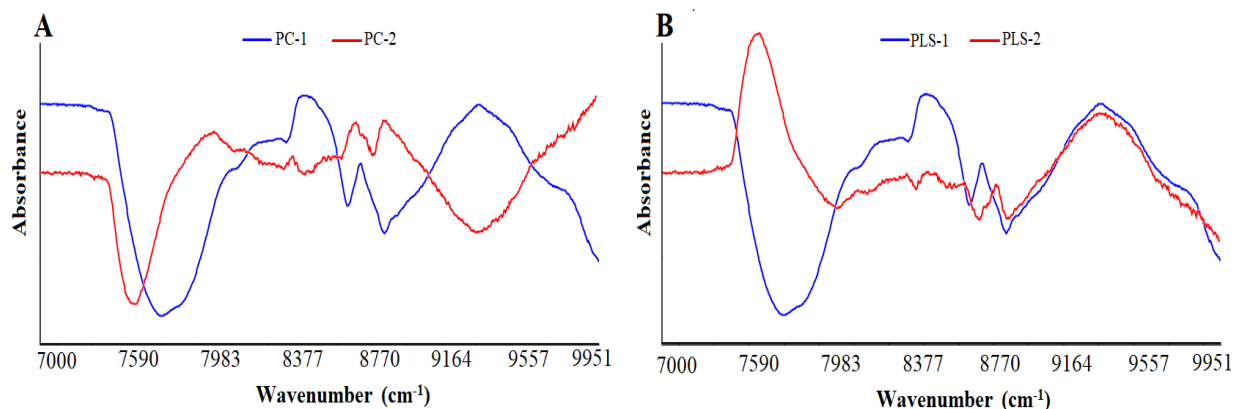 A
PC-1
PC-2
Absorbance
7000 7590 7983 8377 8770 9164 9557 9951
Wavenumber (cm⁻¹)
B
PLS-1
PLS-2
Absorbance
7000 7590 7983 8377 8770 9164 9557 9951
Wavenumber (cm⁻¹)